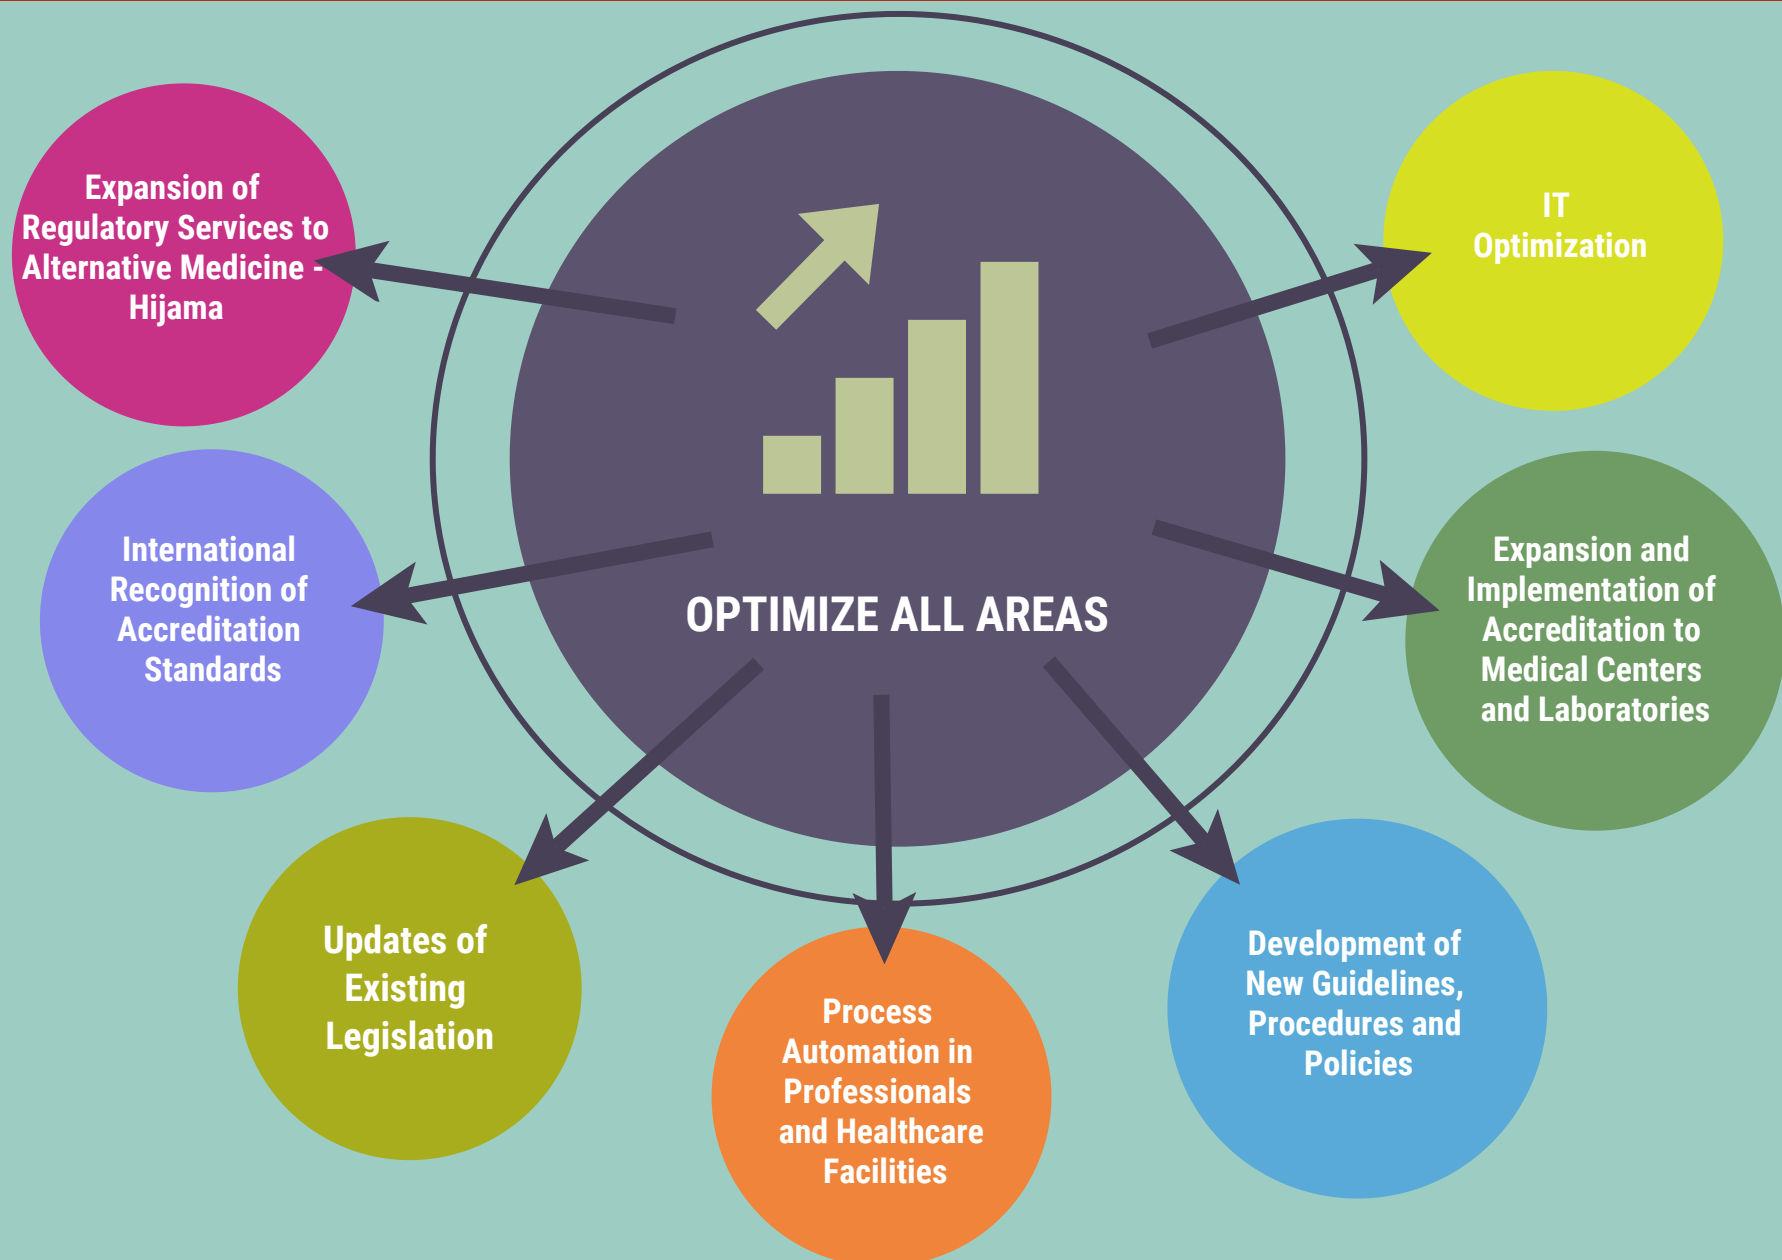 Expansion of
Regulatory Services to
Alternative Medicine -
Hijama
IT
Optimization
International
Recognition of
Accreditation
Standards
OPTIMIZE ALL AREAS
Expansion and
Implementation of
Accreditation to
Medical Centers
and Laboratories
Updates of
Existing
Legislation
Process
Automation in
Professionals
and Healthcare
Facilities
Development of
New Guidelines,
Procedures and
Policies